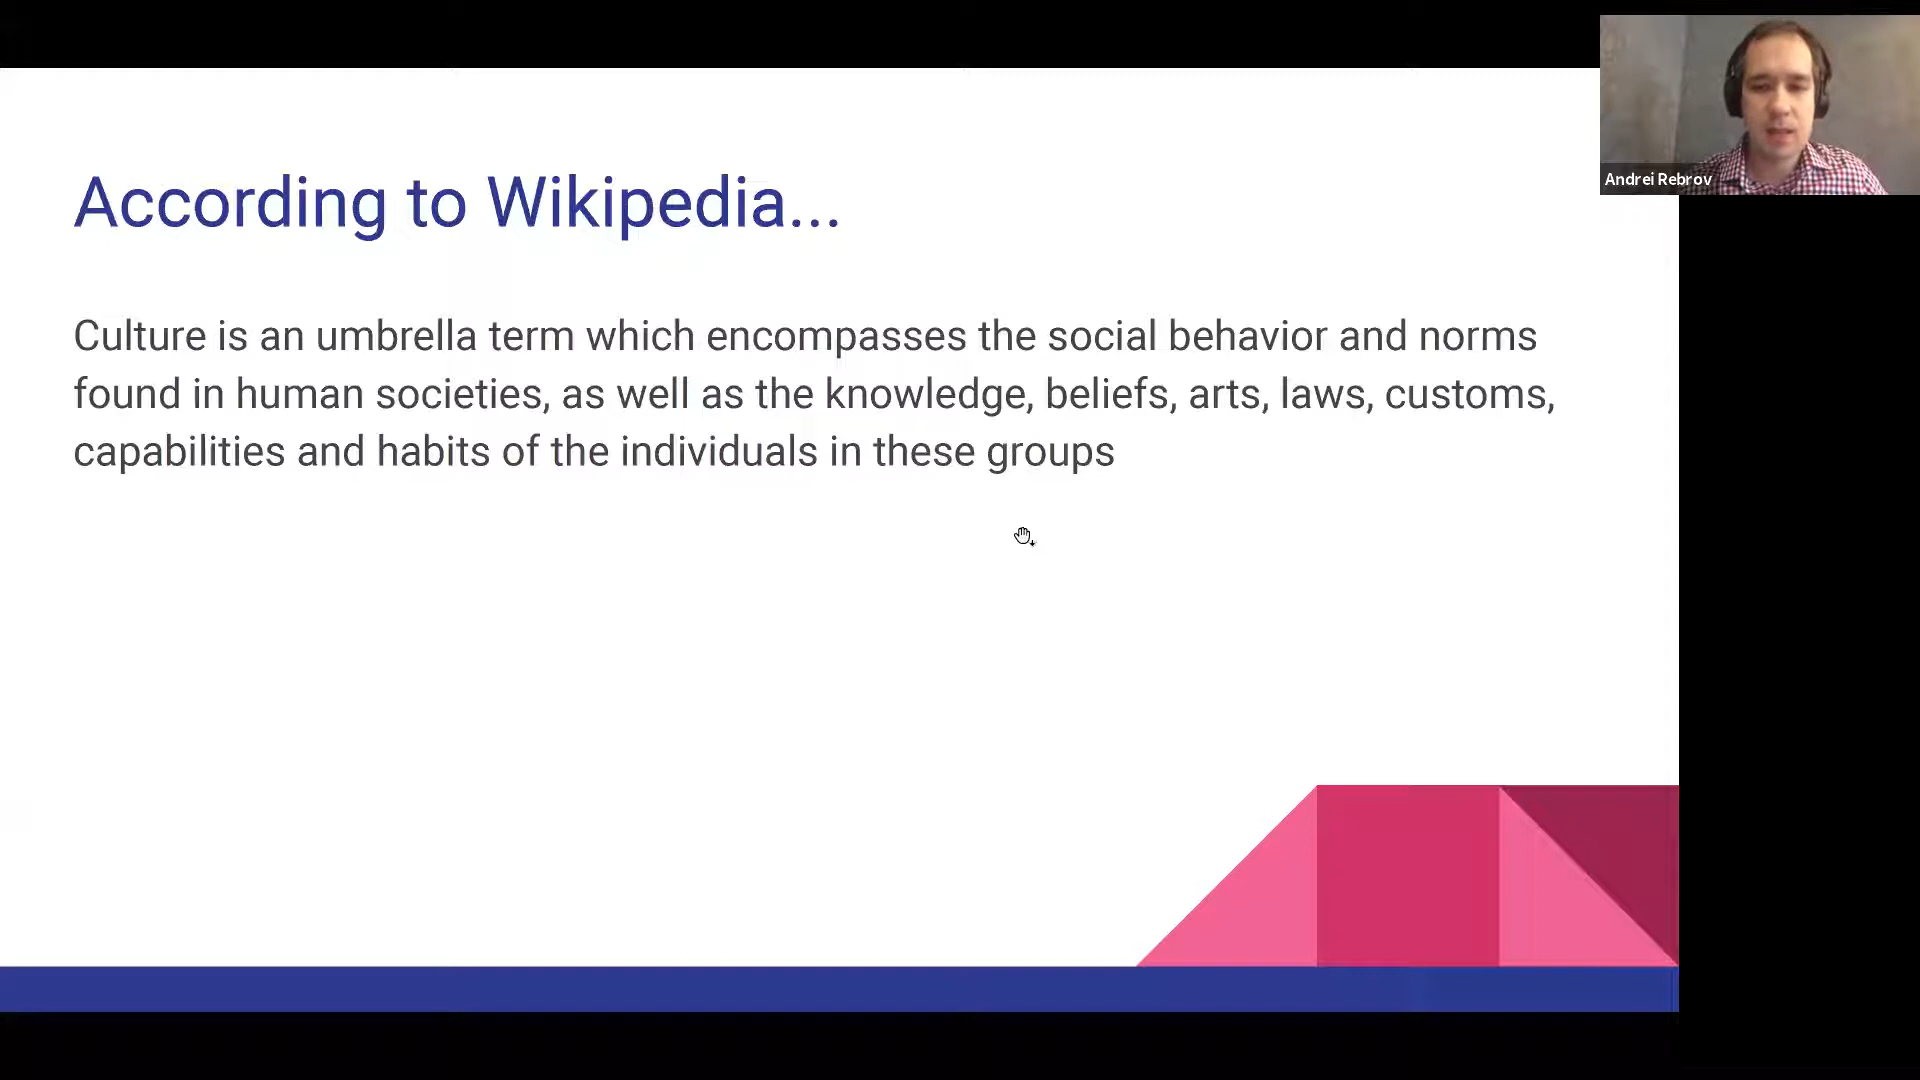 According to Wikipedia...
Culture is an umbrella term which encompasses the social behavior and norms
found in human societies, as well as the knowledge, beliefs, arts, laws, customs,
capabilities and habits of the individuals in these groups
Andrei Rebrov